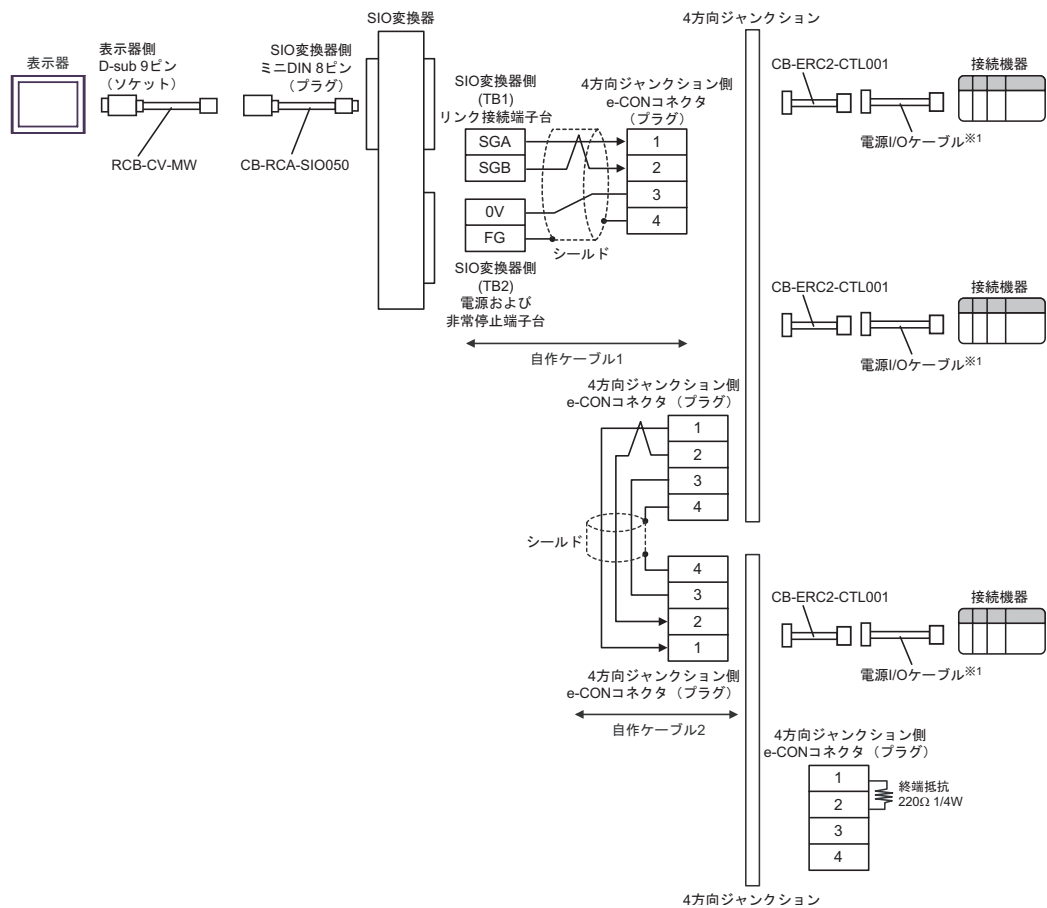 SIO変換器
4方向ジャンクション
表示器
表示器側
D-sub 9ピン
（ソケット）
SIO変換器側
ミニDIN 8ピン
（プラグ）
RCB-CV-MW
CB-RCA-SIO050
SIO変換器側
(TB1)
リンク接続端子台
4方向ジャンクション側
e-CONコネクタ
（プラグ）
SGA
SGB
0V
FG
1
2
3
4
シールド
SIO変換器側
(TB2)
電源および
非常停止端子台
自作ケーブル1
CB-ERC2-CTL001
接続機器
電源I/Oケーブル※1
CB-ERC2-CTL001
接続機器
電源I/Oケーブル※1
4方向ジャンクション側
e-CONコネクタ（プラグ）
1
2
3
4
シールド
4
3
2
1
4方向ジャンクション側
e-CONコネクタ（プラグ）
自作ケーブル2
CB-ERC2-CTL001
接続機器
電源I/Oケーブル※1
4方向ジャンクション側
e-CONコネクタ（プラグ）
1
2
3
4
終端抵抗
220Ω 1/4W
4方向ジャンクション